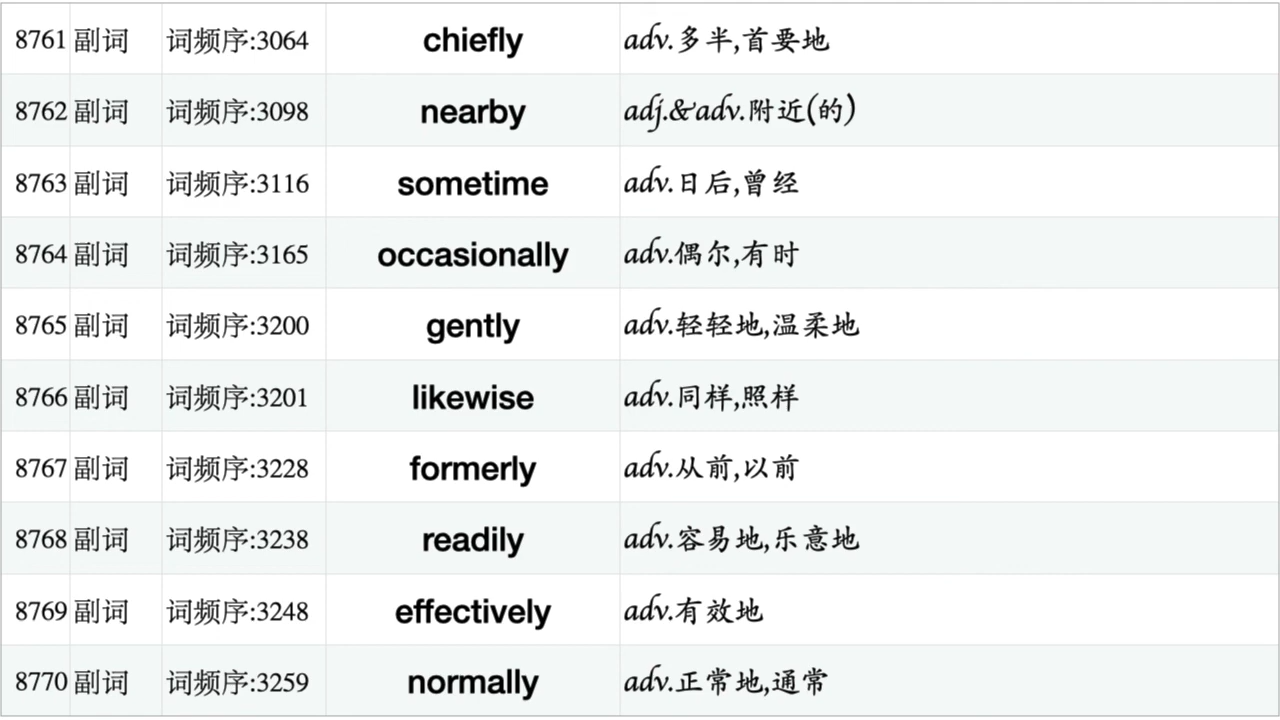 8761 副词 词频序:3064 chiefly adv.多半,首要地
8762 副词 词频序:3098 nearby adj.&adv.附近(的)
8763 副词 词频序:3116 sometime adv.日后,曾经
8764 副词 词频序:3165 occasionally adv.偶尔,有时
8765 副词 词频序:3200 gently adv.轻轻地,温柔地
8766 副词 词频序:3201 likewise adv.同样,照样
8767 副词 词频序:3228 formerly adv.从前,以前
8768 副词 词频序:3238 readily adv.容易地,乐意地
8769 副词 词频序:3248 effectively adv.有效地
8770 副词 词频序:3259 normally adv.正常地,通常